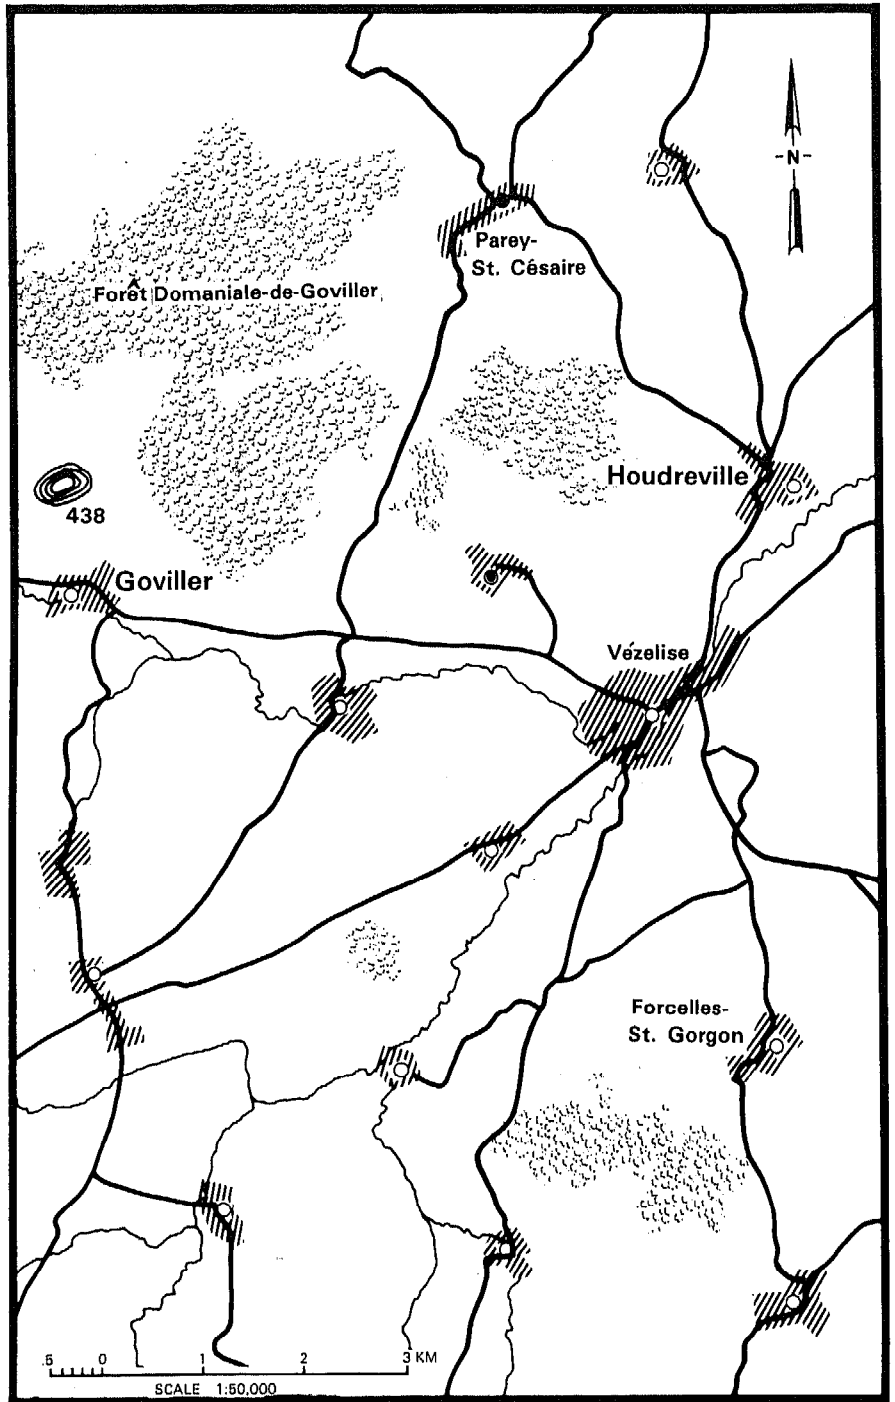 -N-
Parey-
St. Césaire
Forêt Domaniale-de-Goviller
Houdreville
438
Goviller
Vézelise
Forcelles-
St. Gorgon
.5 0 1 2 3 KM
SCALE 1:50,000